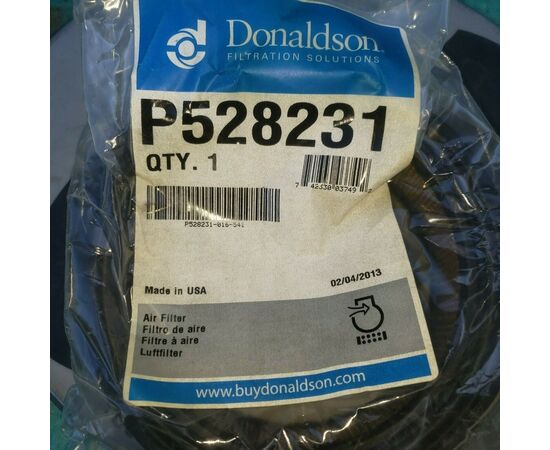 Donaldson®
FILTRATION SOLUTIONS
P528231
QTY. 1
P528231-016-541
Made in USA
02/04/2013
Air Filter
Filtro de aire
Filtre à aire
Luftfilter
www.buydonaldson.com